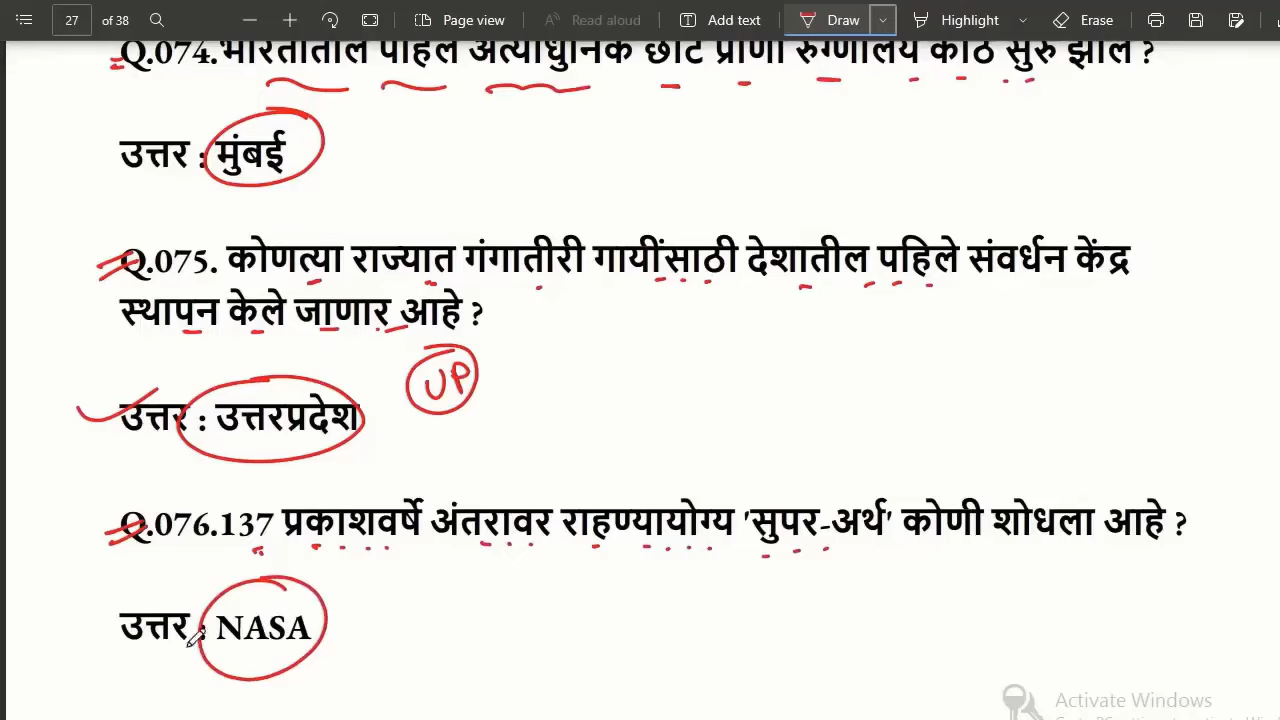 27 of 38 Page view Read aloud Add text Draw Highlight Erase
Q.074.भारतातील पहिले अत्याधुनिक छोटे प्राणी रुग्णालय कोठे सुरु झाले ?
उत्तर : मुंबई
Q.075. कोणत्या राज्यात गंगातीरी गायींसाठी देशातील पहिले संवर्धन केंद्र
स्थापन केले जाणार आहे ?
UP
उत्तर : उत्तरप्रदेश
Q.076.137 प्रकाशवर्षे अंतरावर राहण्यायोग्य 'सुपर-अर्थ' कोणी शोधला आहे ?
उत्तर : NASA
Activate Windows